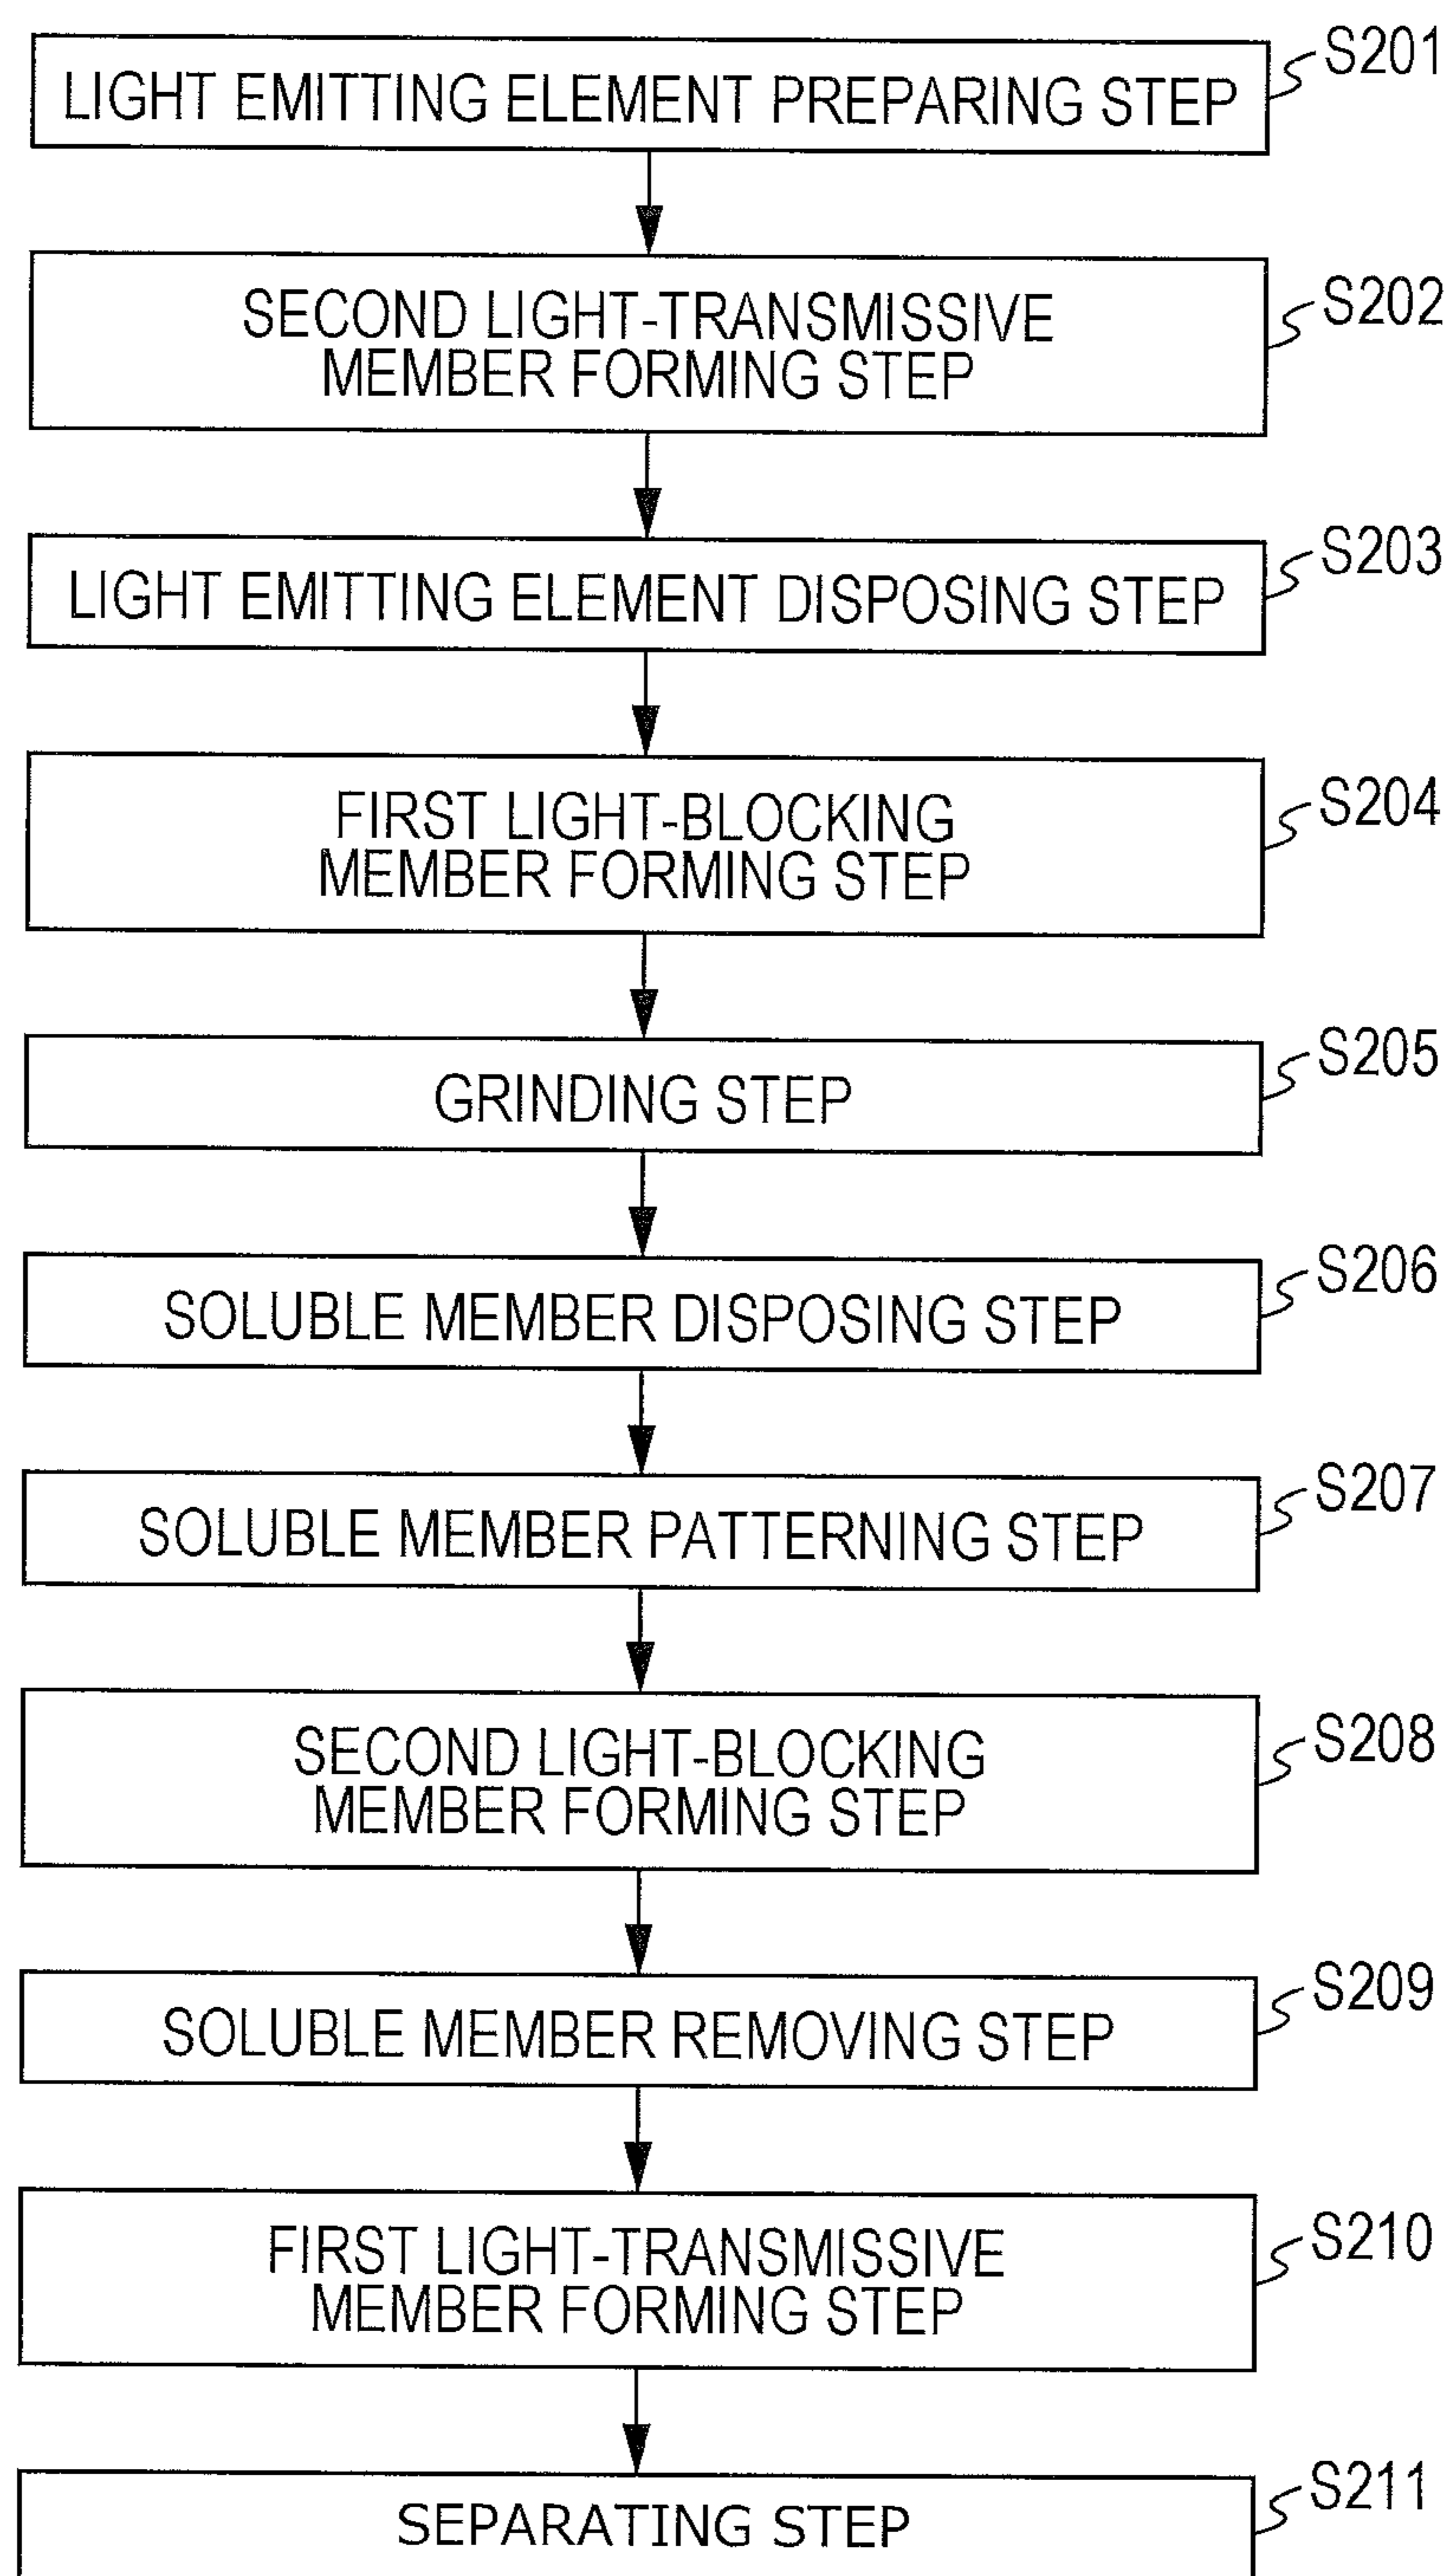 S201
LIGHT EMITTING ELEMENT PREPARING STEP
S202
SECOND LIGHT-TRANSMISSIVE
MEMBER FORMING STEP
S203
LIGHT EMITTING ELEMENT DISPOSING STEP
S204
FIRST LIGHT-BLOCKING
MEMBER FORMING STEP
S205
GRINDING STEP
S206
SOLUBLE MEMBER DISPOSING STEP
S207
SOLUBLE MEMBER PATTERNING STEP
S208
SECOND LIGHT-BLOCKING
MEMBER FORMING STEP
S209
SOLUBLE MEMBER REMOVING STEP
S210
FIRST LIGHT-TRANSMISSIVE
MEMBER FORMING STEP
S211
SEPARATING STEP